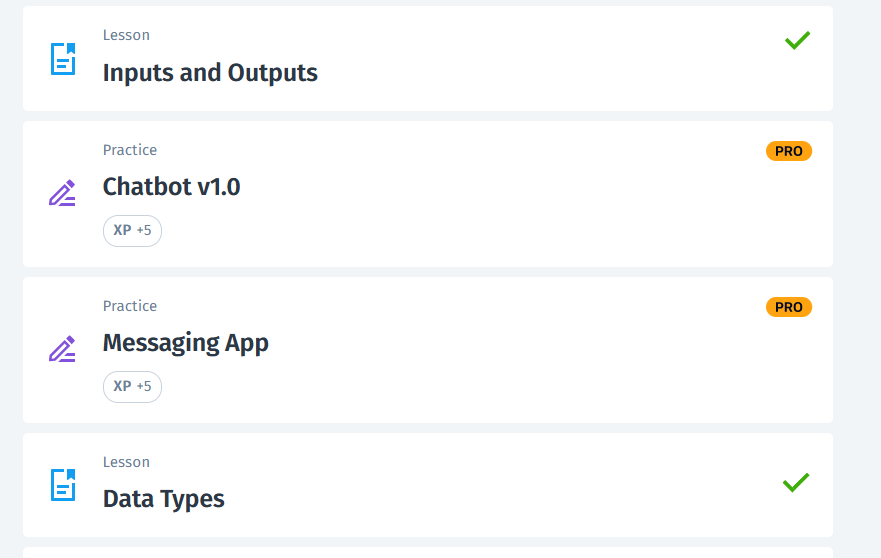 Lesson
Inputs and Outputs
Practice
PRO
Chatbot v1.0
XP +5
Practice
PRO
Messaging App
XP +5
Lesson
Data Types